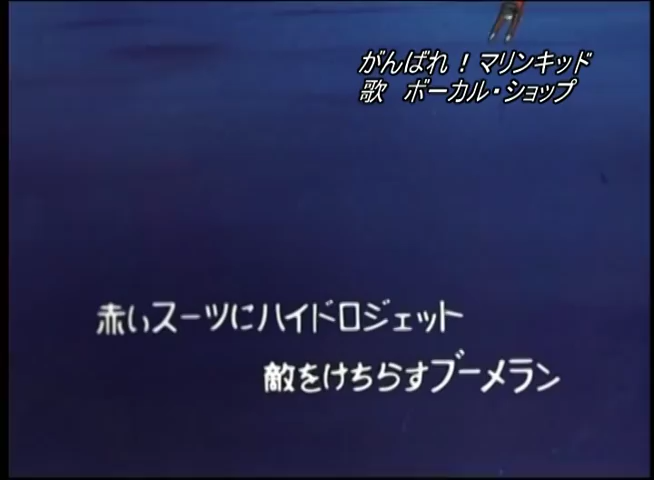 がんばれ！マリンキッド
歌　ボーカル・ショップ
赤いスーツにハイドロジェット
敵をけちらすブーメラン